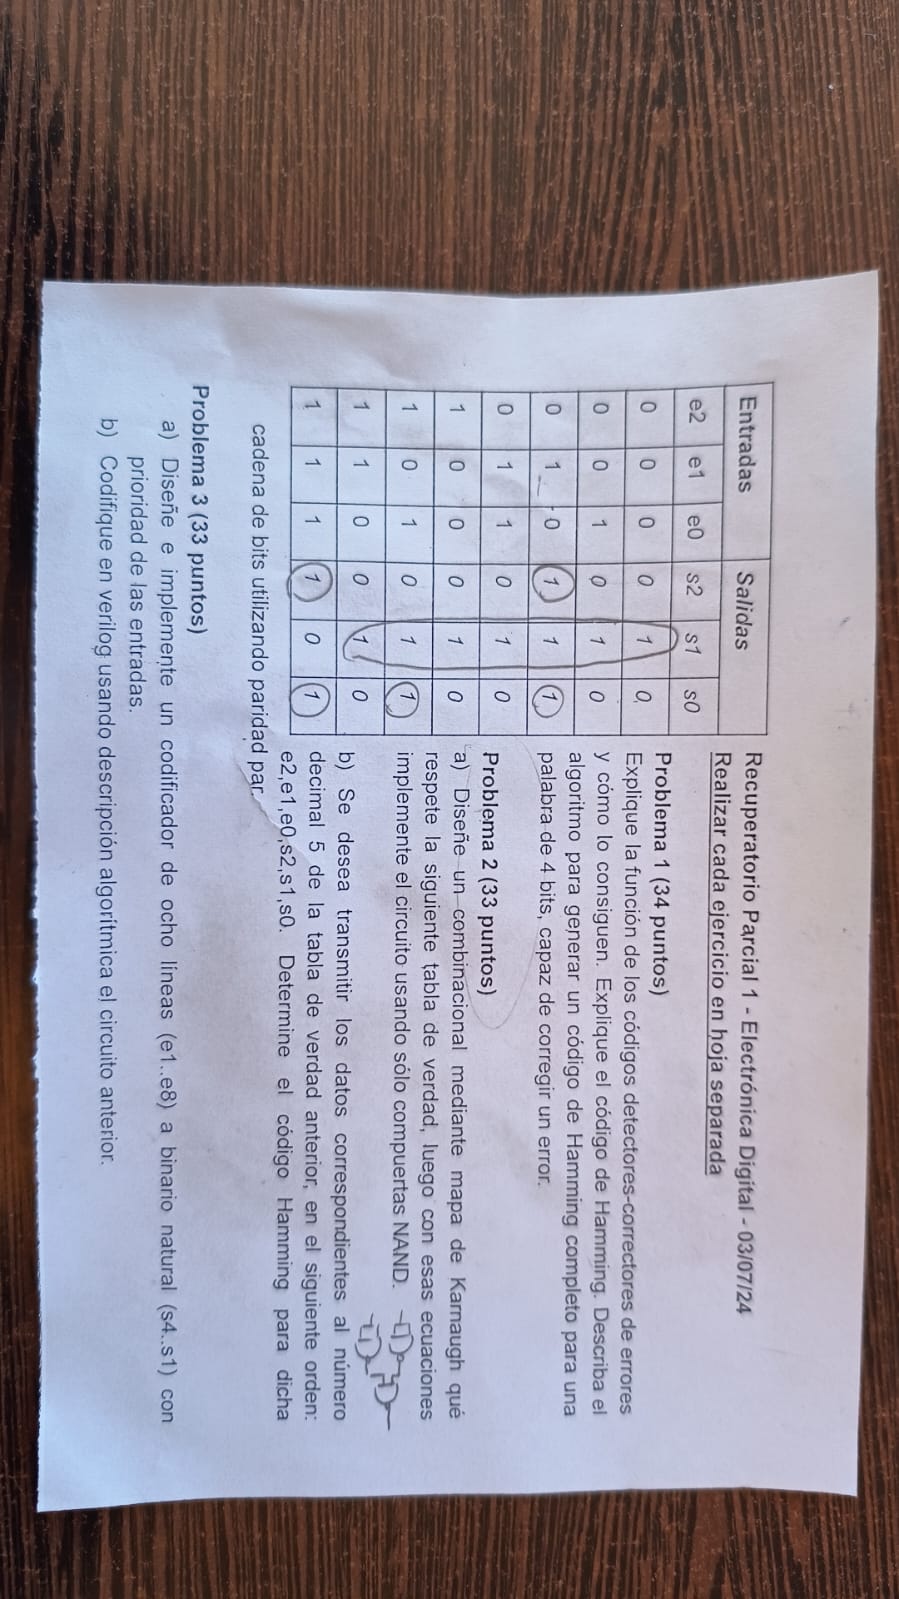 Entradas Salidas
e2 e1 e0 s2 s1 s0
0 0 0 0 1 0
0 0 1 0 1 0
0 1 0 1 1 1
0 1 1 0 1 0
1 0 0 0 1 0
1 0 1 0 1 1
1 1 0 0 1 0
1 1 1 1 0 1
Recuperatorio Parcial 1 - Electrónica Digital - 03/07/24
Realizar cada ejercicio en hoja separada
Problema 1 (34 puntos)
Explique la función de los códigos detectores-correctores de errores
y cómo lo consiguen. Explique el código de Hamming. Describa el
algoritmo para generar un código de Hamming completo para una
palabra de 4 bits, capaz de corregir un error.
Problema 2 (33 puntos)
a) Diseñe un combinacional mediante mapa de Karnaugh qué
respete la siguiente tabla de verdad, luego con esas ecuaciones
implemente el circuito usando sólo compuertas NAND.
b) Se desea transmitir los datos correspondientes al número
decimal 5 de la tabla de verdad anterior, en el siguiente orden:
e2,e1,e0,s2,s1,s0. Determine el código Hamming para dicha
cadena de bits utilizando paridad par.
Problema 3 (33 puntos)
a) Diseñe e implemente un codificador de ocho líneas (e1..e8) a binario natural (s4..s1) con
prioridad de las entradas.
b) Codifique en verilog usando descripción algorítmica el circuito anterior.